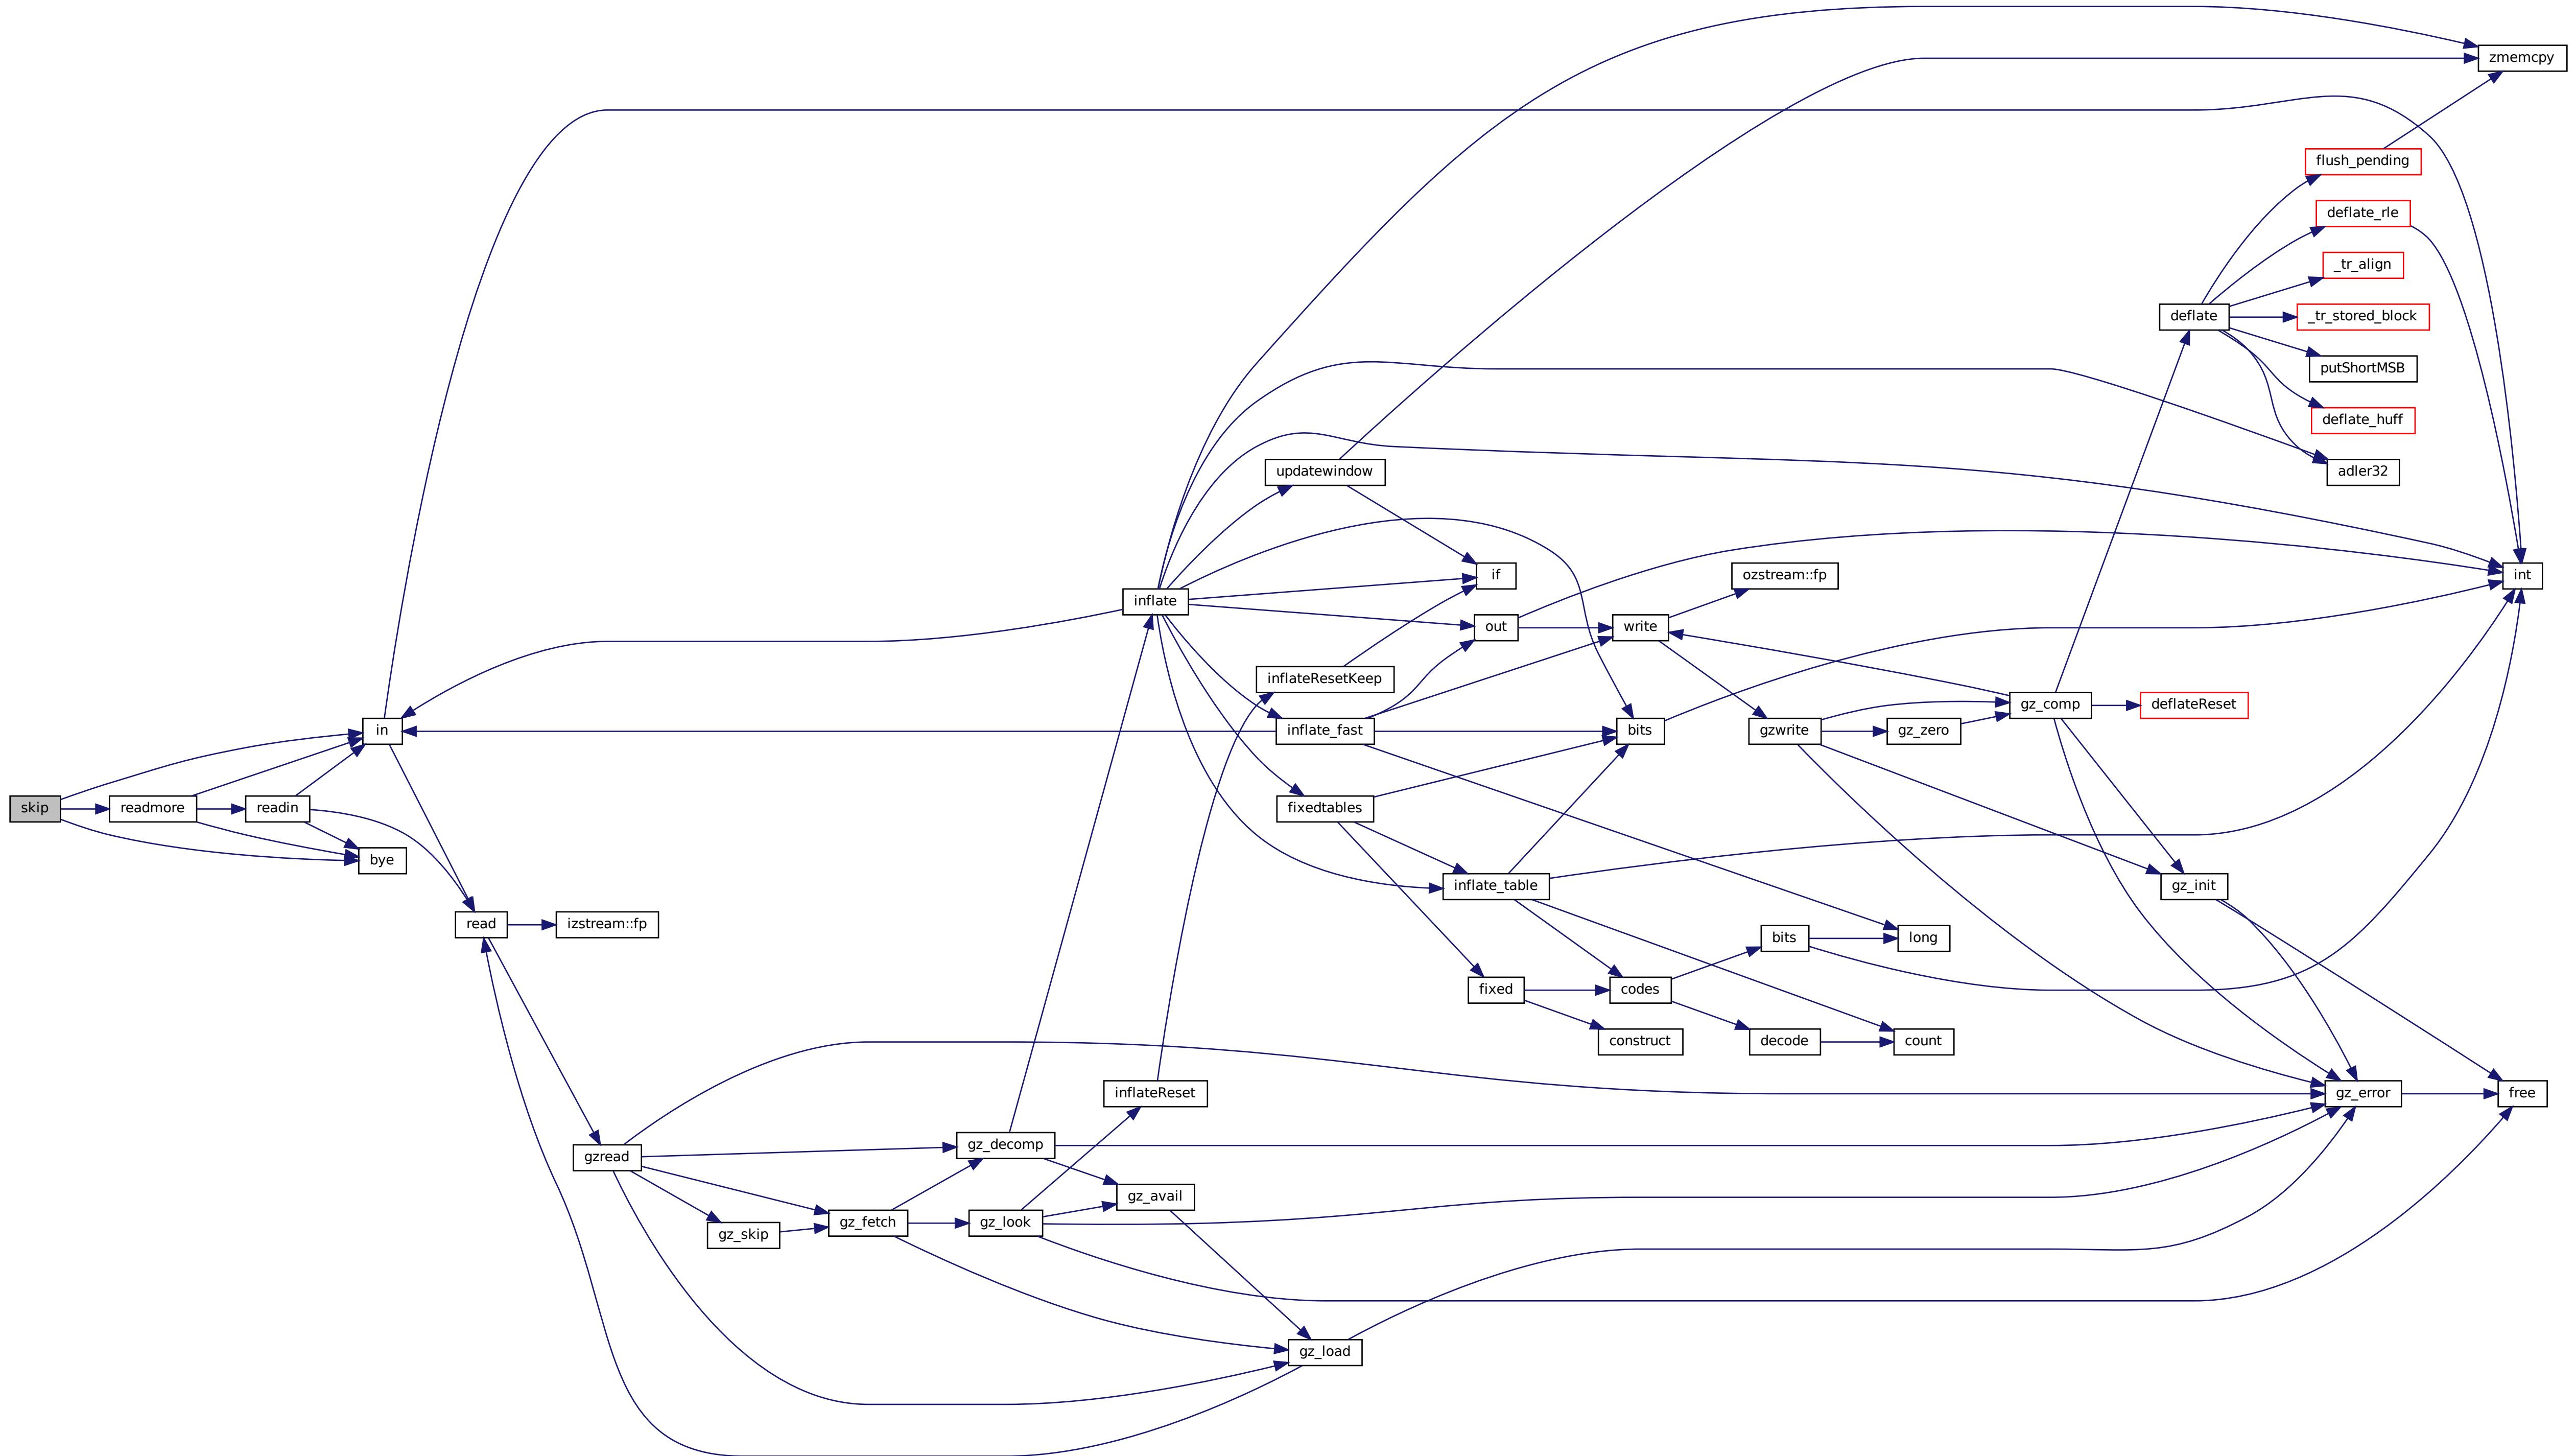 zmemcpy
flush_pending
deflate_rle
_tr_align
deflate
_tr_stored_block
putShortMSB
deflate_huff
updatewindow
adler32
if
ozstream::fp
int
inflate
out
write
inflateResetKeep
gz_comp
deflateReset
in
inflate_fast
bits
gzwrite
gz_zero
skip
readmore
readin
fixedtables
bye
inflate_table
gz_init
read
izstream::fp
bits
long
fixed
codes
construct
decode
count
inflateReset
gz_error
free
gzread
gz_decomp
gz_avail
gz_skip
gz_fetch
gz_look
gz_load